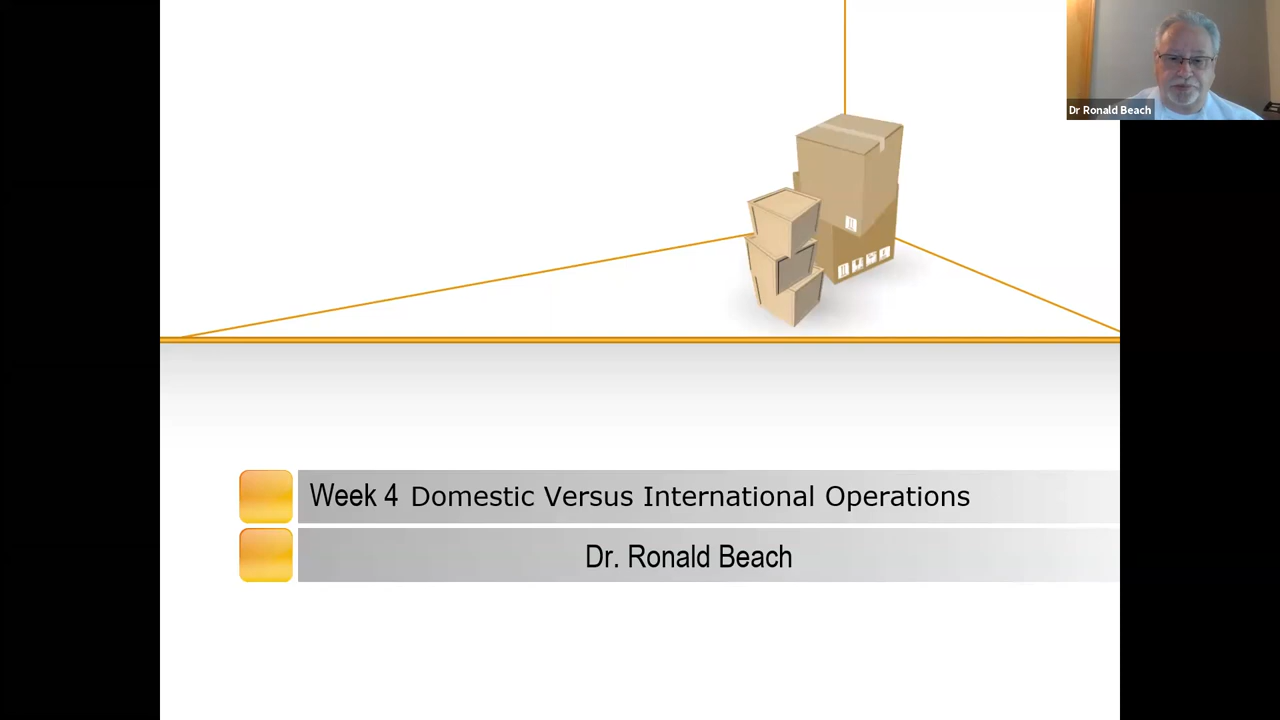 Dr Ronald Beach
Week 4 Domestic Versus International Operations
Dr. Ronald Beach